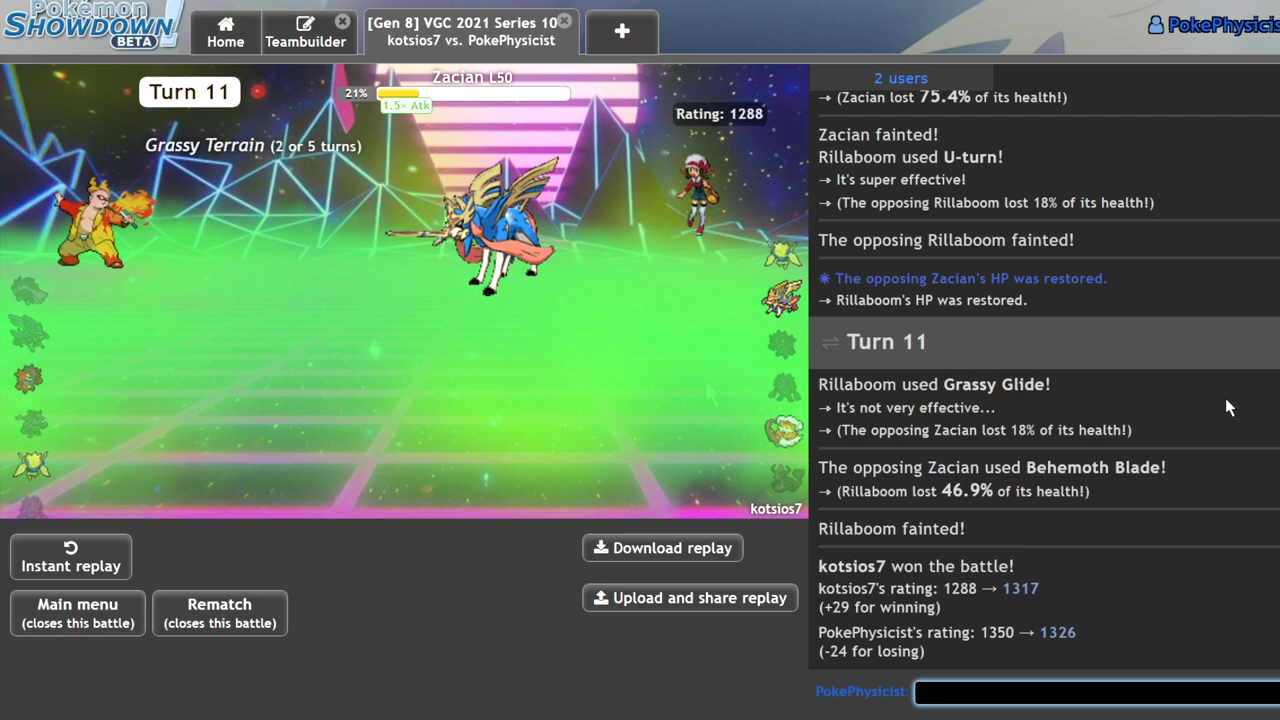 Pokémon
SHOWDOWN!
BETA
Home
Teambuilder
[Gen 8] VGC 2021 Series 10
kotsios7 vs. PokePhysicist
+
PokePhysicis
Turn 11
Grassy Terrain (2 or 5 turns)
Zacian L50
21%
1.5× Atk
Rating: 1288
kotsios7
Instant replay
Download replay
Main menu
(closes this battle)
Rematch
(closes this battle)
Upload and share replay
2 users
→ (Zacian lost 75.4% of its health!)
Zacian fainted!
Rillaboom used U-turn!
→ It's super effective!
→ (The opposing Rillaboom lost 18% of its health!)
The opposing Rillaboom fainted!
✳ The opposing Zacian's HP was restored.
→ Rillaboom's HP was restored.
Turn 11
Rillaboom used Grassy Glide!
→ It's not very effective...
→ (The opposing Zacian lost 18% of its health!)
The opposing Zacian used Behemoth Blade!
→ (Rillaboom lost 46.9% of its health!)
Rillaboom fainted!
kotsios7 won the battle!
kotsios7's rating: 1288 → 1317
(+29 for winning)
PokePhysicist's rating: 1350 → 1326
(-24 for losing)
PokePhysicist: